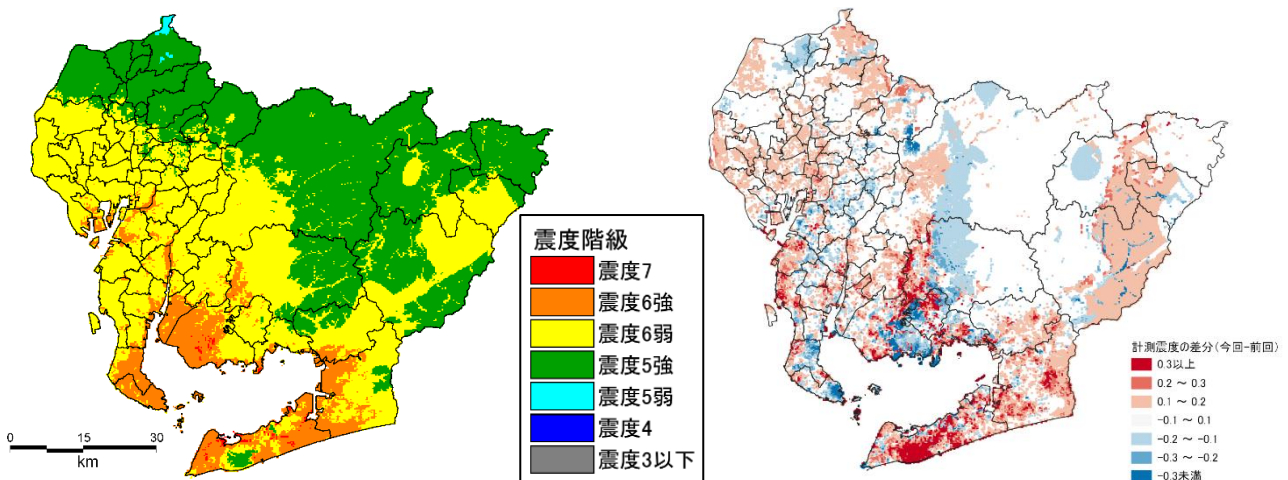 震度階級
震度7
震度6強
震度6弱
震度5強
震度5弱
震度4
震度3以下
0 15 30
km
計測震度の差分(今回-前回)
0.3以上
0.2 ~ 0.3
0.1 ~ 0.2
-0.1 ~ 0.1
-0.2 ~ -0.1
-0.3 ~ -0.2
-0.3未満